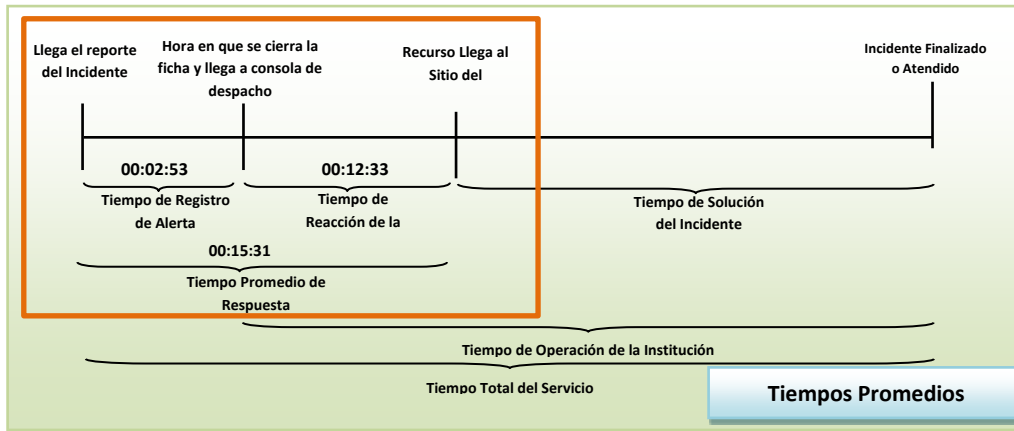 Llega el reporte
del Incidente
Hora en que se cierra la
ficha y llega a consola de
despacho
Recurso Llega al
Sitio del
Incidente Finalizado
o Atendido
00:02:53
00:12:33
Tiempo de Registro
de Alerta
Tiempo de
Reacción de la
Tiempo de Solución
del Incidente
00:15:31
Tiempo Promedio de
Respuesta
Tiempo de Operación de la Institución
Tiempo Total del Servicio
Tiempos Promedios